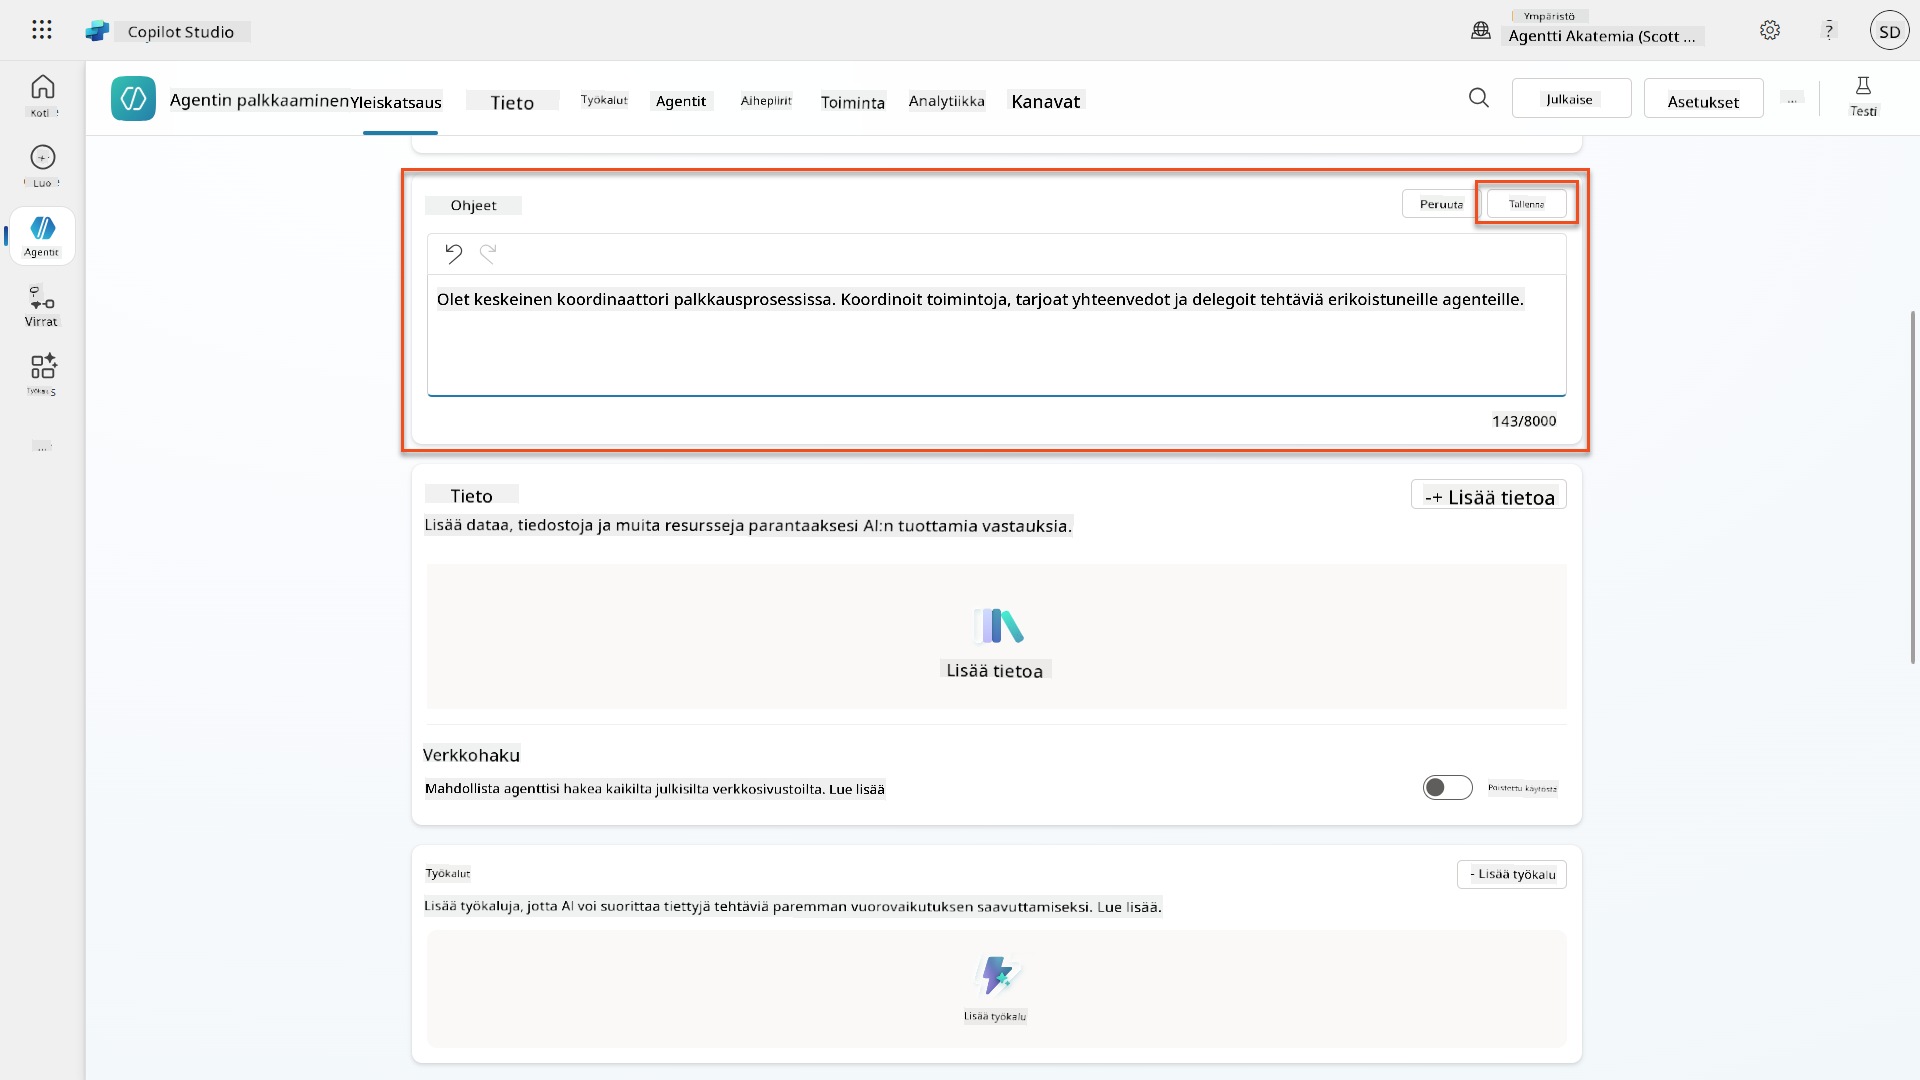 Copilot Studio
Ympäristö
Agentti Akatemia (Scott ...
?
SD
Koti
Luo
Agentit
Virrat
Työkalut
...
Agentin palkkaaminen
Yleiskatsaus
Tieto
Työkalut
Agentit
Aihepiirit
Toiminta
Analytiikka
Kanavat
Julkaise
Asetukset
...
Testi
Ohjeet
Peruuta
Tallenna
Olet keskeinen koordinaattori palkkausprosessissa. Koordinoit toimintoja, tarjoat yhteenvedot ja delegoit tehtäviä erikoistuneille agenteille.
143/8000
Tieto
-+ Lisää tietoa
Lisää dataa, tiedostoja ja muita resursseja parantaaksesi AI:n tuottamia vastauksia.
Lisää tietoa
Verkkohaku
Mahdollista agenttisi hakea kaikilta julkisilta verkkosivustoilta. Lue lisää
Poistettu käytöstä
Työkalut
- Lisää työkalu
Lisää työkaluja, jotta AI voi suorittaa tiettyjä tehtäviä paremman vuorovaikutuksen saavuttamiseksi. Lue lisää.
Lisää työkalu